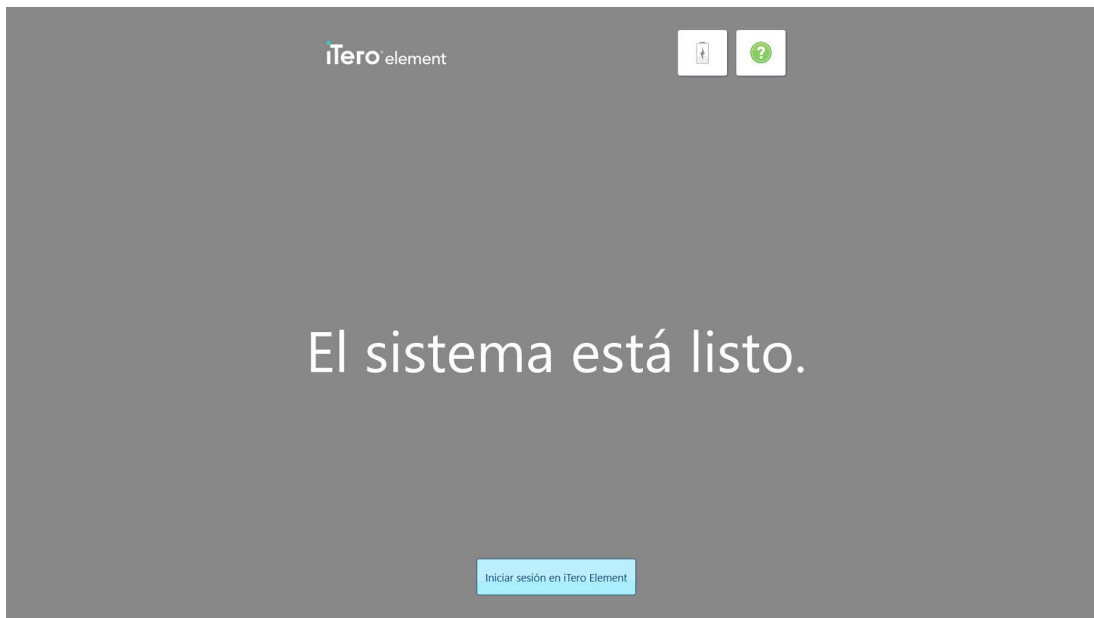 iTero element
?
El sistema está listo.
Iniciar sesión en iTero Element